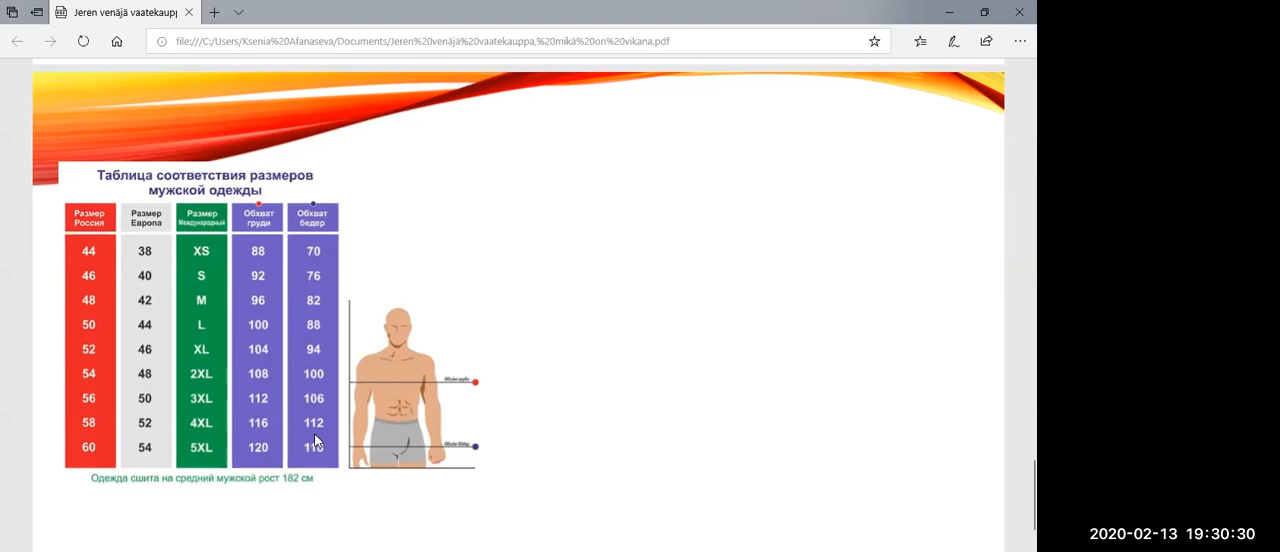 Jeren venäjä vaatekaup
file:///C:/Users/Ksenia%20Afanaseva/Documents/Jeren%20venäjä%20vaatekauppa,%20mikä%20on%20vikana.pdf
Таблица соответствия размеров
мужской одежды
Размер Россия Размер Европа Размер Международный Обхват груди Обхват бедер
44 38 XS 88 70
46 40 S 92 76
48 42 M 96 82
50 44 L 100 88
52 46 XL 104 94
54 48 2XL 108 100
56 50 3XL 112 106
58 52 4XL 116 112
60 54 5XL 120
Одежда сшита на средний мужской рост 182 см
2020-02-13 19:30:30